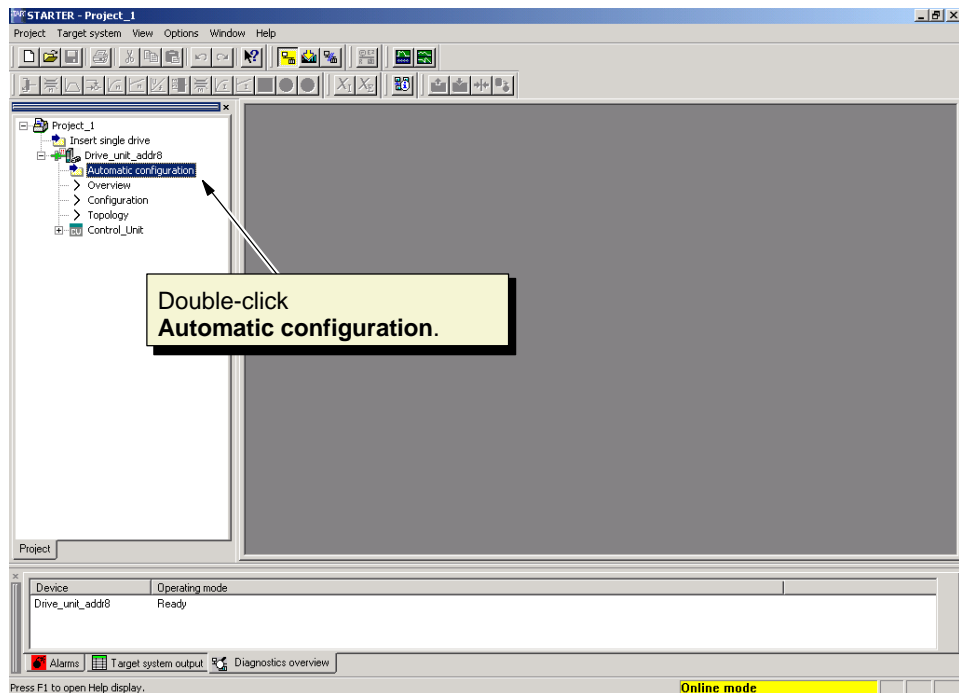 STARTER - Project_1
Project Target system View Options Window Help
Project_1
Insert single drive
Drive_unit_addr8
Automatic configuration
Overview
Configuration
Topology
Control_Unit
Double-click
Automatic configuration.
Project
Device Operating mode
Drive_unit_addr8 Ready
Alarms Target system output Diagnostics overview
Press F1 to open Help display. Online mode